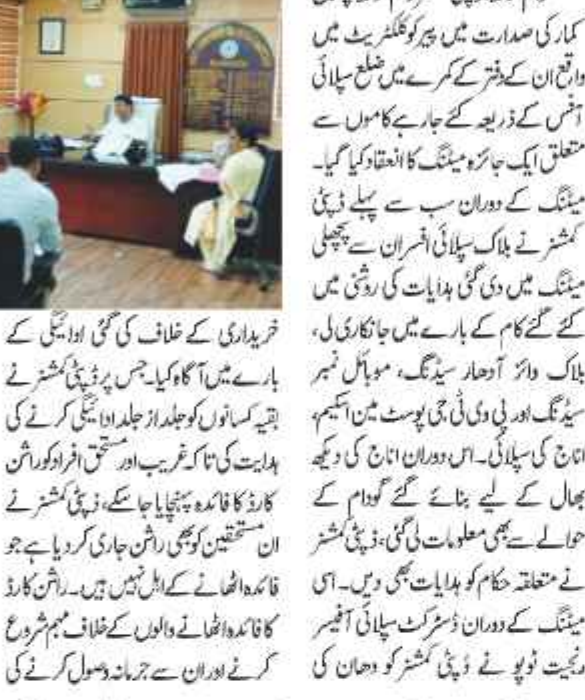 کمار کی صدارت میں پیر کو کلکٹریٹ میں
واقع ان کے دفتر کے کمرے میں ضلع سپلائی
آفس کے ذریعہ کئے جارہے کاموں سے
متعلق ایک جائزہ میٹنگ کا انعقاد کیا گیا۔
میٹنگ کے دوران سب سے پہلے ڈپٹی
کمشنر نے بلاک سپلائی افسران سے پچھلی
میٹنگ میں دی گئی ہدایات کی روشنی میں
کئے گئے کام کے بارے میں جانکاری لی،
بلاک وائز آدھار سیڈنگ، موبائل نمبر
سیڈنگ اور پی وی ٹی جی پوسٹ مین اسکیم،
اناج کی سپلائی۔ اس دوران اناج کی دیکھ
بھال کے لیے بنائے گئے گودام کے
حوالے سے بھی معلومات لی گئی، ڈپٹی کمشنر
نے متعلقہ حکام کو ہدایات بھی دیں۔ اسی
میٹنگ کے دوران ڈسٹرکٹ سپلائی آفیسر
رنجیت ٹوپو نے ڈپٹی کمشنر کو دھان کی
خریداری کے خلاف کی گئی ادائیگی کے
بارے میں آگاہ کیا۔ جس پر ڈپٹی کمشنر نے
بقیہ کسانوں کو جلد از جلد ادائیگی کرنے کی
ہدایت کی تاکہ غریب اور مستحق افراد کو راشن
کارڈ کا فائدہ پہنچایا جاسکے، ڈپٹی کمشنر نے
ان مستحقین کو بھی راشن جاری کر دیا ہے جو
فائدہ اٹھانے کے اہل نہیں ہیں۔ راشن کارڈ
کا فائدہ اٹھانے والوں کے خلاف مہم شروع
کرنے اور ان سے جرمانہ وصول کرنے کی